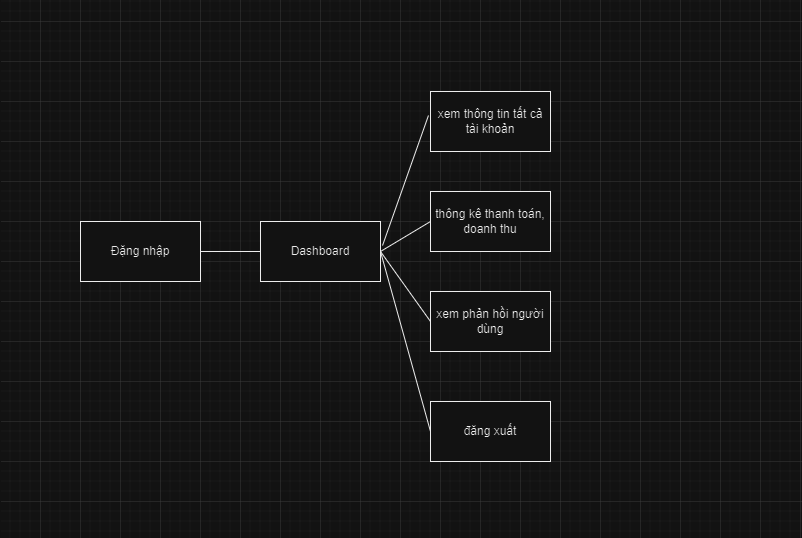 xem thông tin tất cả
tài khoản
thông kê thanh toán,
doanh thu
Đặng nhập
Dashboard
xem phản hồi người
dùng
đăng xuất